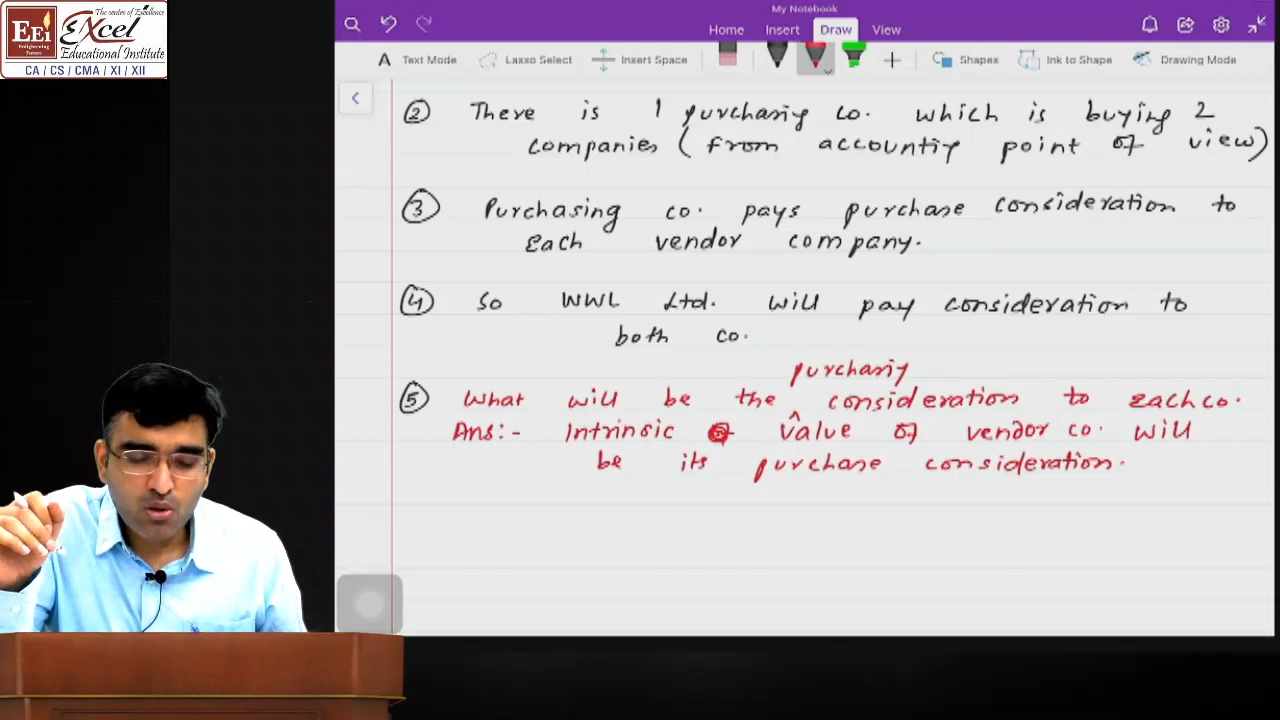 The centre of Excellence
EEi
Enlightening Future
Excel
Educational Institute
CA / CS / CMA / XI / XII
My Notebook
Home Insert Draw View
Text Mode Lasso Select Insert Space Shapes Ink to Shape Drawing Mode
② There is 1 purchasing co. which is buying 2
companies (from accounting point of view)
③ Purchasing co. pays purchase consideration to
Each vendor company.
④ So WWL Ltd. will pay consideration to
both co.
purchasing
⑤ What will be the ^ consideration to Each co.
Ans:- Intrinsic value of vendor co. will
be its purchase consideration.